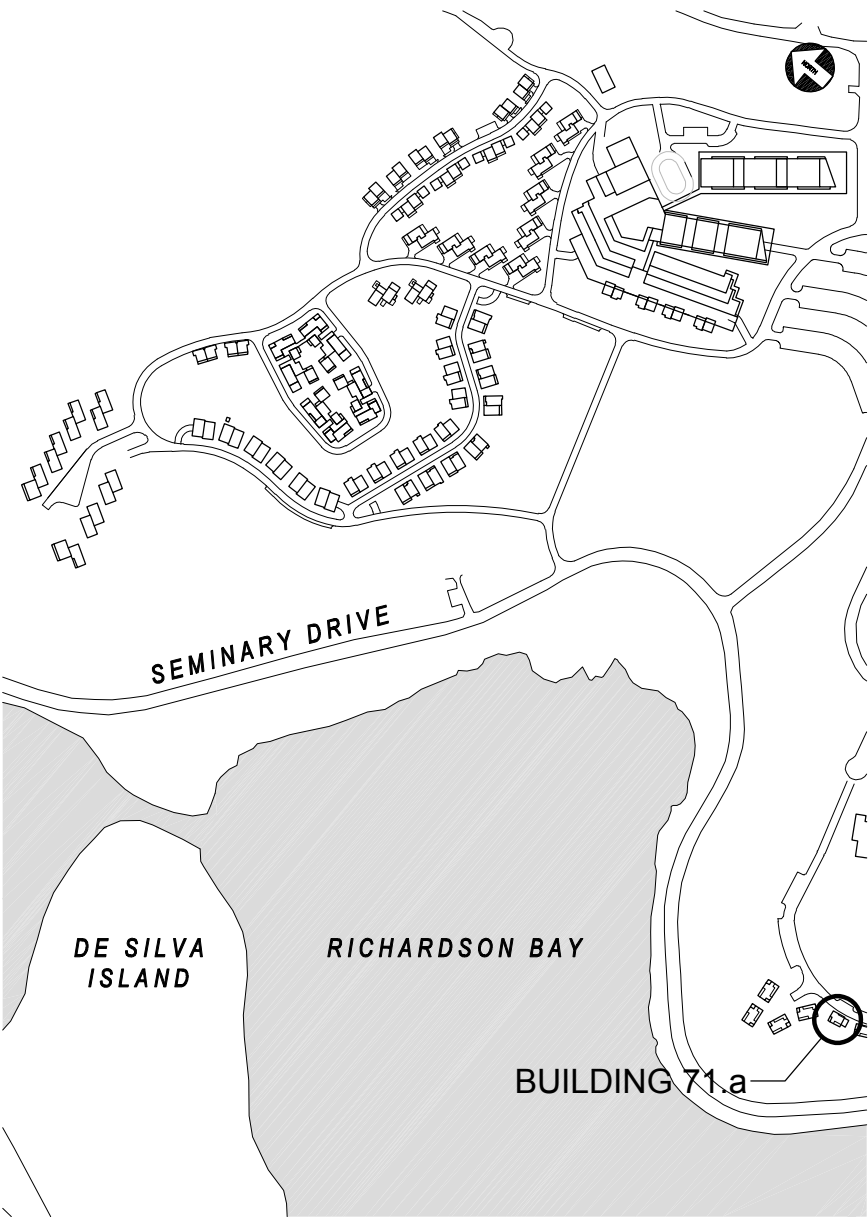 NORTH
SEMINARY DRIVE
DE SILVA
ISLAND
RICHARDSON BAY
BUILDING 71.a